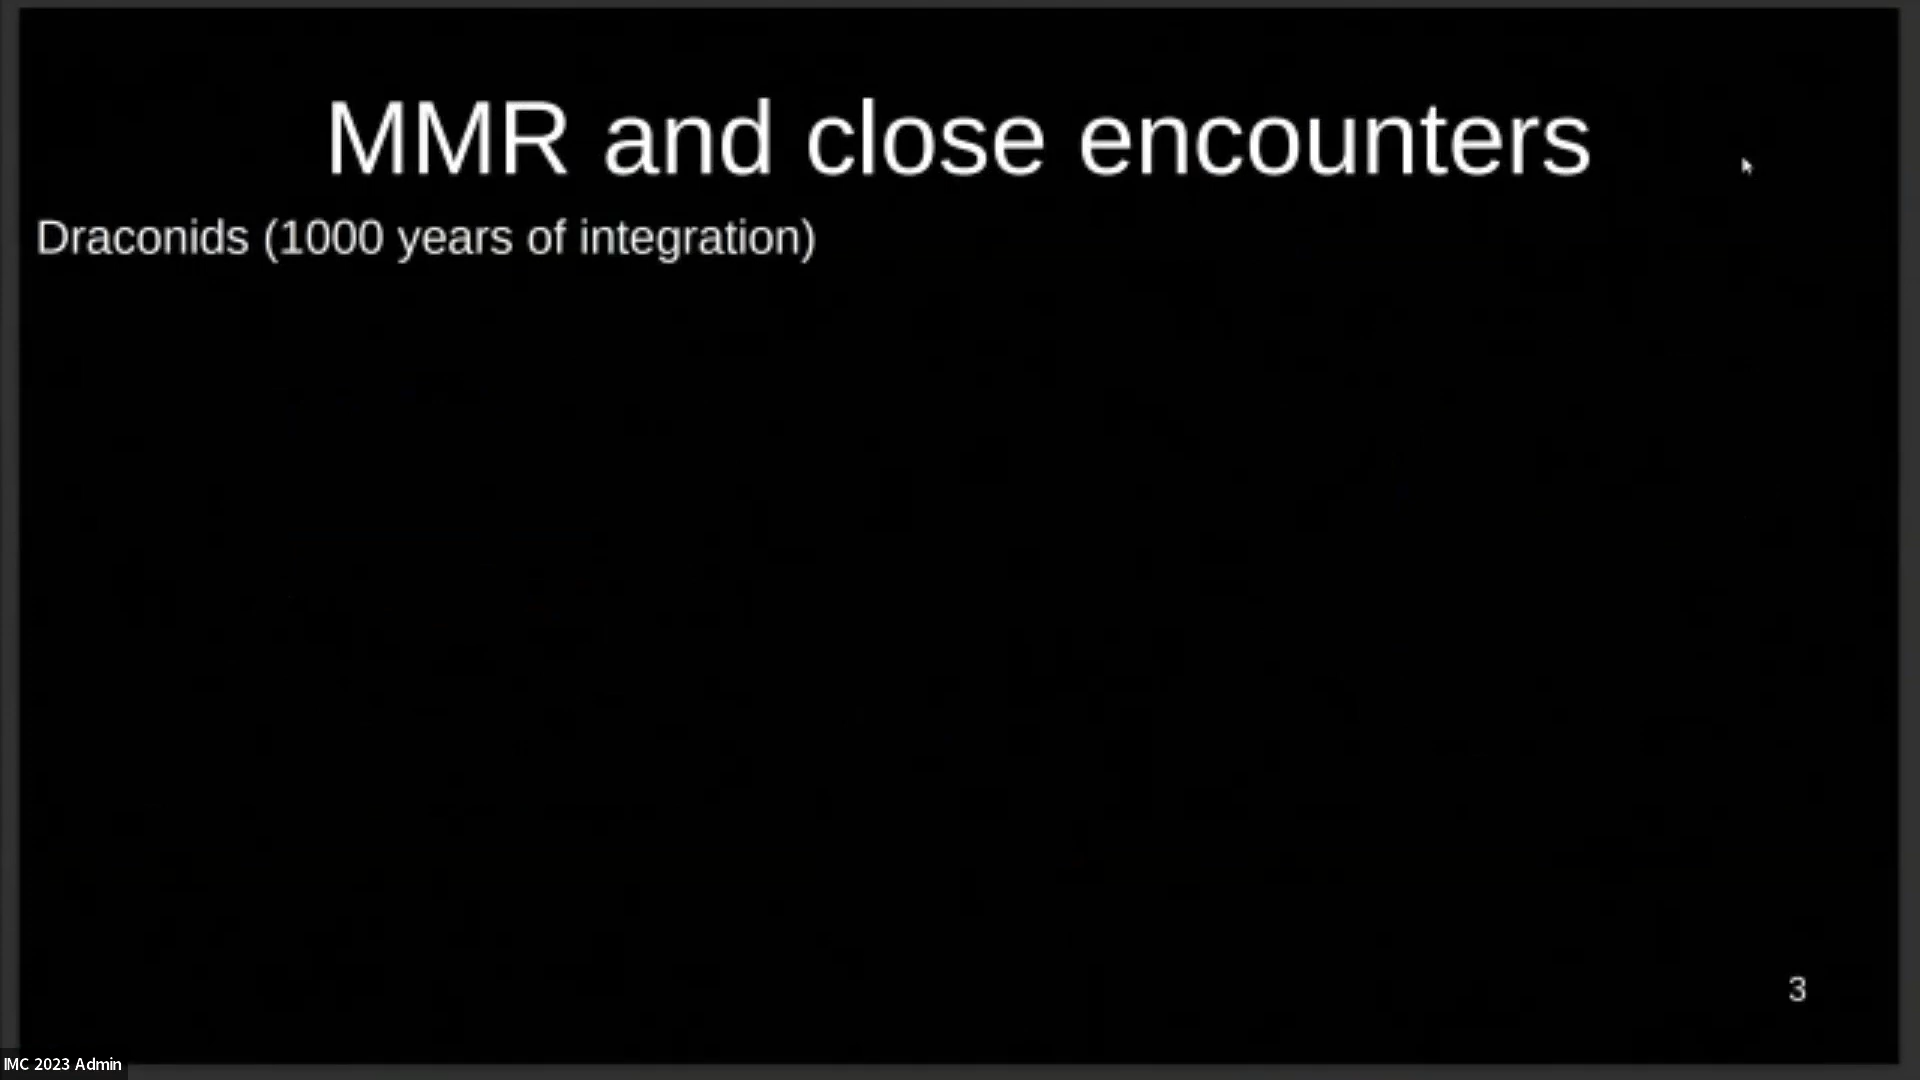 MMR and close encounters
Draconids (1000 years of integration)
3
IMC 2023 Admin